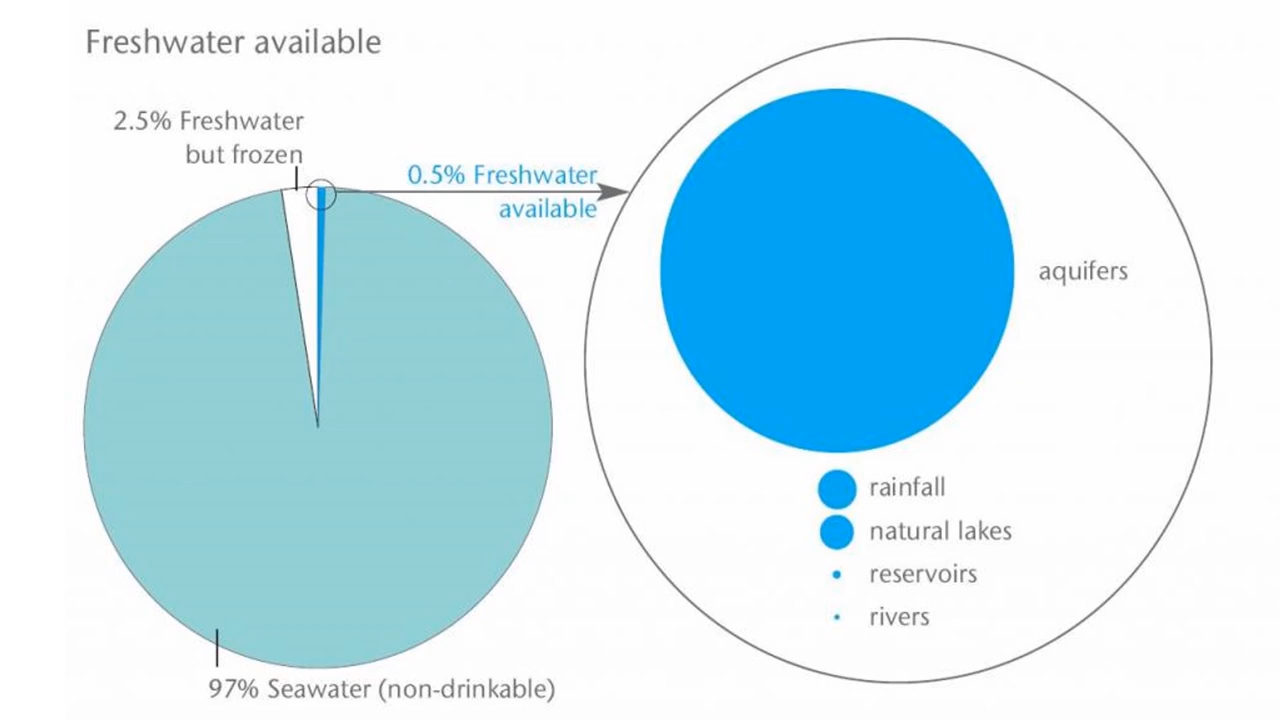 Freshwater available
2.5% Freshwater
but frozen
0.5% Freshwater
available
aquifers
rainfall
natural lakes
reservoirs
rivers
97% Seawater (non-drinkable)